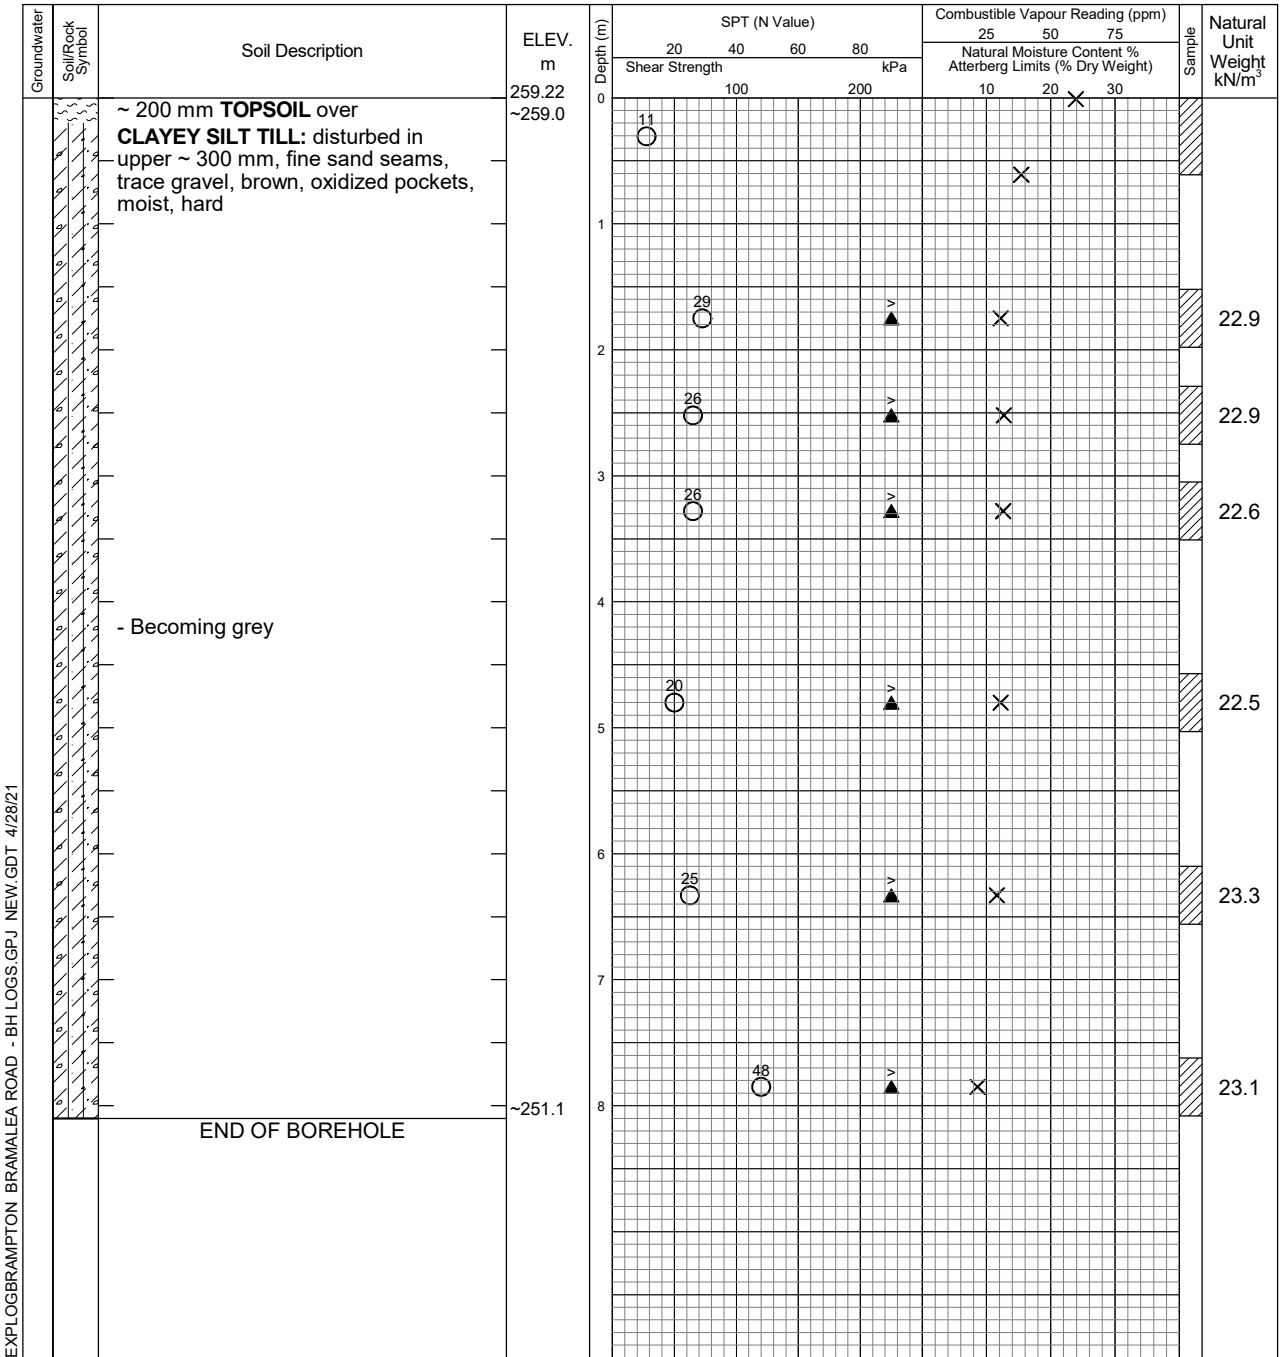 Groundwater
Soil/Rock
Symbol
Soil Description
ELEV.
m
Depth (m)
SPT (N Value)
20 40 60 80
Shear Strength kPa
100 200
Combustible Vapour Reading (ppm)
25 50 75
Natural Moisture Content %
Atterberg Limits (% Dry Weight)
10 20 30
Sample
Natural
Unit
Weight
kN/m³
259.22
0
~ 200 mm TOPSOIL over
~259.0
CLAYEY SILT TILL: disturbed in
upper ~ 300 mm, fine sand seams,
trace gravel, brown, oxidized pockets,
moist, hard
11
1
29 > 22.9
2
26 > 22.9
3
26 > 22.6
4
- Becoming grey
20 > 22.5
5
6
25 > 23.3
7
48 > 23.1
8
~251.1
END OF BOREHOLE
EXPLOGBRAMPTON BRAMALEA ROAD - BH LOGS.GPJ NEW.GDT 4/28/21